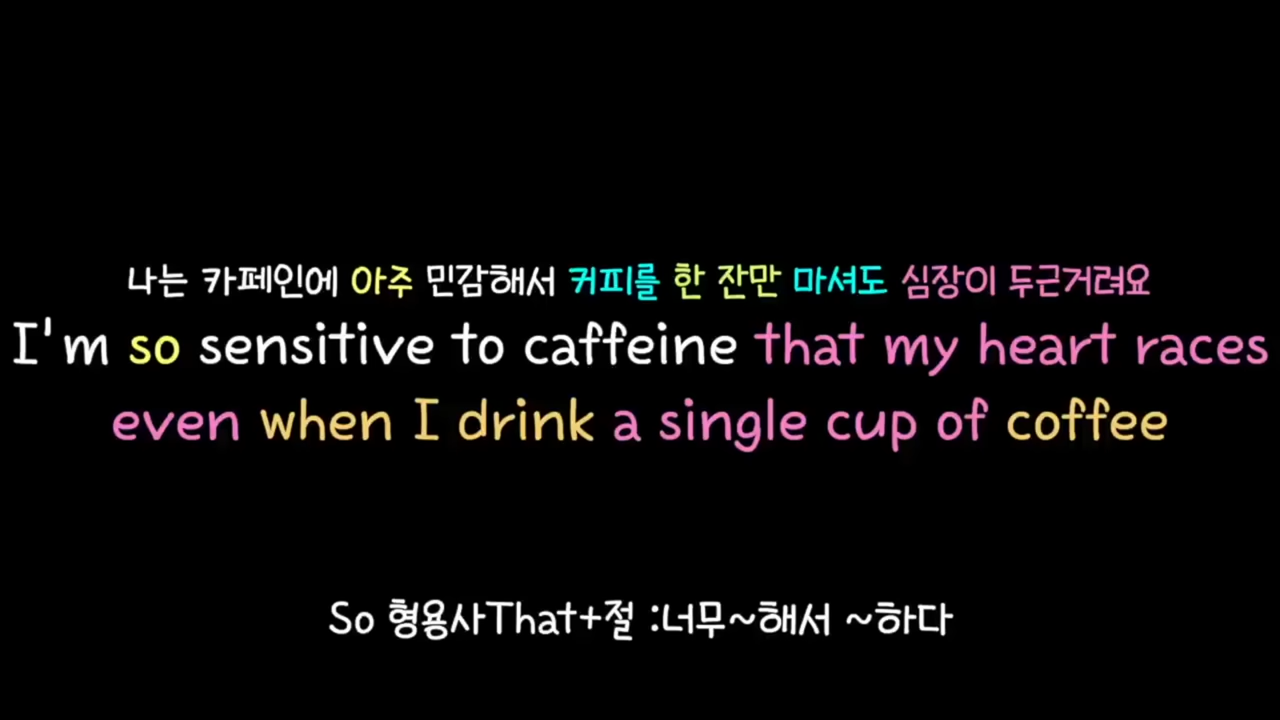 나는 카페인에 아주 민감해서 커피를 한 잔만 마셔도 심장이 두근거려요
I'm so sensitive to caffeine that my heart races
even when I drink a single cup of coffee
So 형용사That+절 :너무~해서 ~하다